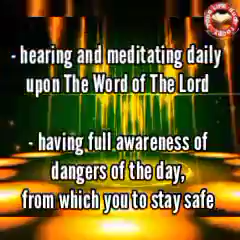 - hearing and meditating daily
upon The Word of The Lord
- having full awareness of
dangers of the day,
from which you to stay safe